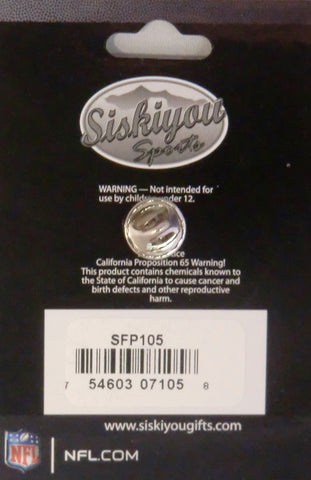 Siskiyou
Sports
WARNING — Not intended for
use by children under 12.
California Proposition 65 Warning!
This product contains chemicals known to
the State of California to cause cancer and
birth defects and other reproductive
harm.
SFP105
7 54603 07105 8
www.siskiyougifts.com
NFL NFL.COM